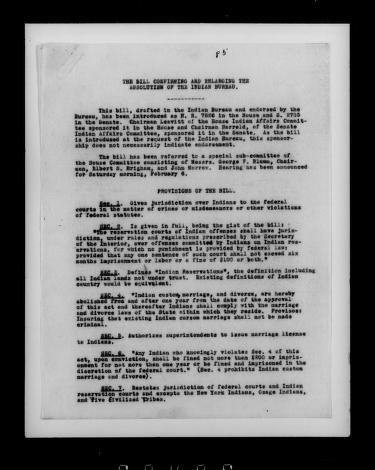 THE BILL CONFIRMING AND ENLARGING THE
ABSOLUTION OF THE INDIAN BUREAU.
This bill, drafted in the Indian Bureau and endorsed by the
Bureau, has been introduced as H. R. 7826 in the House and S.
in the Senate. Chairman Leavitt of the House Indian Affairs Commit-
tee sponsored it in the House and Chairman Harreld, of the Senate
Indian Affairs Committee, sponsored it in the Senate. As the bill
is introduced at the request of the Indian Bureau, this sponsor-
ship does not necessarily indicate endorsement.
The bill has been referred to a special sub-committee of
the House Committee consisting of Messrs. George F. Chair-
man, Elbert S. Brigham, and John Morrow. Hearing has been announced
for Saturday morning, February 6.
PROVISIONS OF THE BILL.
Sec. 1. Gives Jurisdiction over Indians to the federal
courts in the matter of crimes or misdemeanors or other violations
of federal statutes.
SEC. 2. Is given in full, being the gist of the bill:
"The reservation courts of Indian offenses shall have juris-
diction, under rules and regulations prescribed by the Secretary
of the Interior, over offenses committed by Indians on Indian res-
ervations, for which no punishment is provided by federal law;
provided that any one sentence of such court shall not exceed six
months imprisonment or labor or a fine of $100 or both."
SEC. 3. Defines "Indian Reservations", the definition including
all Indian lands not under trust. Existing definitions of Indian
country would be equivalent.
SEC. 4. "Indian custom marriage, and divorce, are hereby
abolished from and after one year from the date of the approval
of this act and thereafter Indians shall comply with the marriage
and divorce laws of the State within which they reside. Provisos:
Insuring that existing Indian custom marriage shall not be made
criminal.
SEC. 5. Authorizes superintendents to issue marriage license
to Indians.
SEC. 6. "Any Indian who knowingly violates Sec. 4 of this
act, upon conviction, shall be fined not more than $200 or impris-
onment for not more than one year or be fined and imprisoned in the
discretion of the federal court." (Sec. 4 prohibits Indian custom
marriage and divorce).
SEC. 7. Restates jurisdiction of federal courts and Indian
reservation courts and excepts the New York Indians, Osage Indians,
and Five Civilized Tribes.